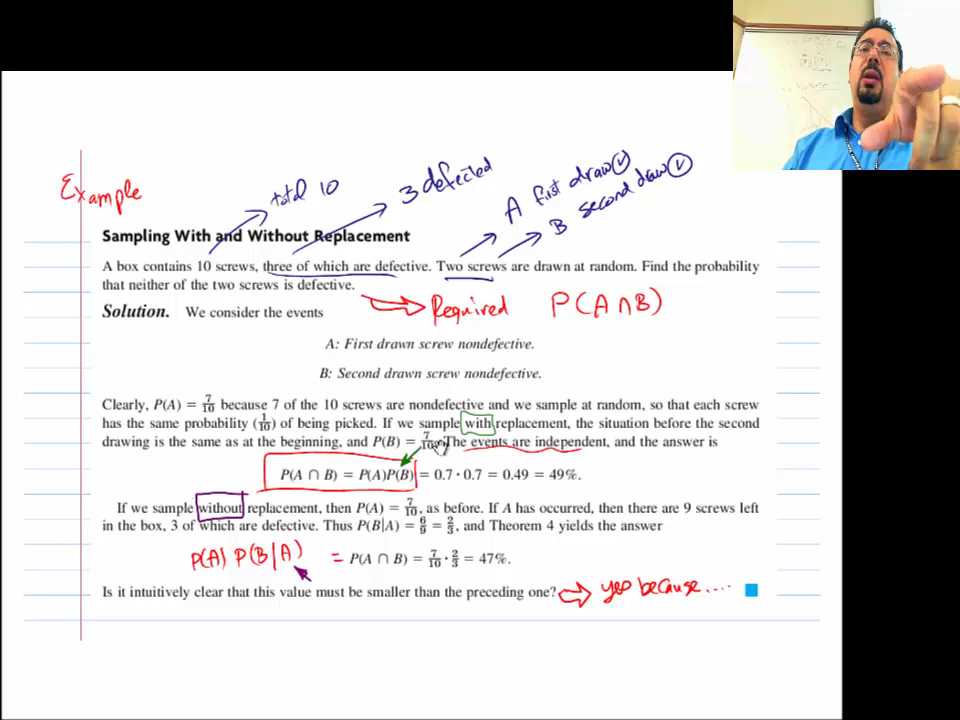 Example
total 10
3 defected
A first draw ✓
B second draw ✓
Sampling With and Without Replacement
A box contains 10 screws, three of which are defective. Two screws are drawn at random. Find the probability
that neither of the two screws is defective.
Required P(A∩B)
Solution. We consider the events
A: First drawn screw nondefective.
B: Second drawn screw nondefective.
Clearly, P(A) = 7/10 because 7 of the 10 screws are nondefective and we sample at random, so that each screw
has the same probability (1/10) of being picked. If we sample with replacement, the situation before the second
drawing is the same as at the beginning, and P(B) = 7/10. The events are independent, and the answer is
P(A ∩ B) = P(A)P(B) = 0.7 · 0.7 = 0.49 = 49%.
If we sample without replacement, then P(A) = 7/10, as before. If A has occurred, then there are 9 screws left
in the box, 3 of which are defective. Thus P(B|A) = 6/9 = 2/3, and Theorem 4 yields the answer
P(A) P(B|A) = P(A ∩ B) = 7/10 · 2/3 = 47%.
Is it intuitively clear that this value must be smaller than the preceding one? yes because....